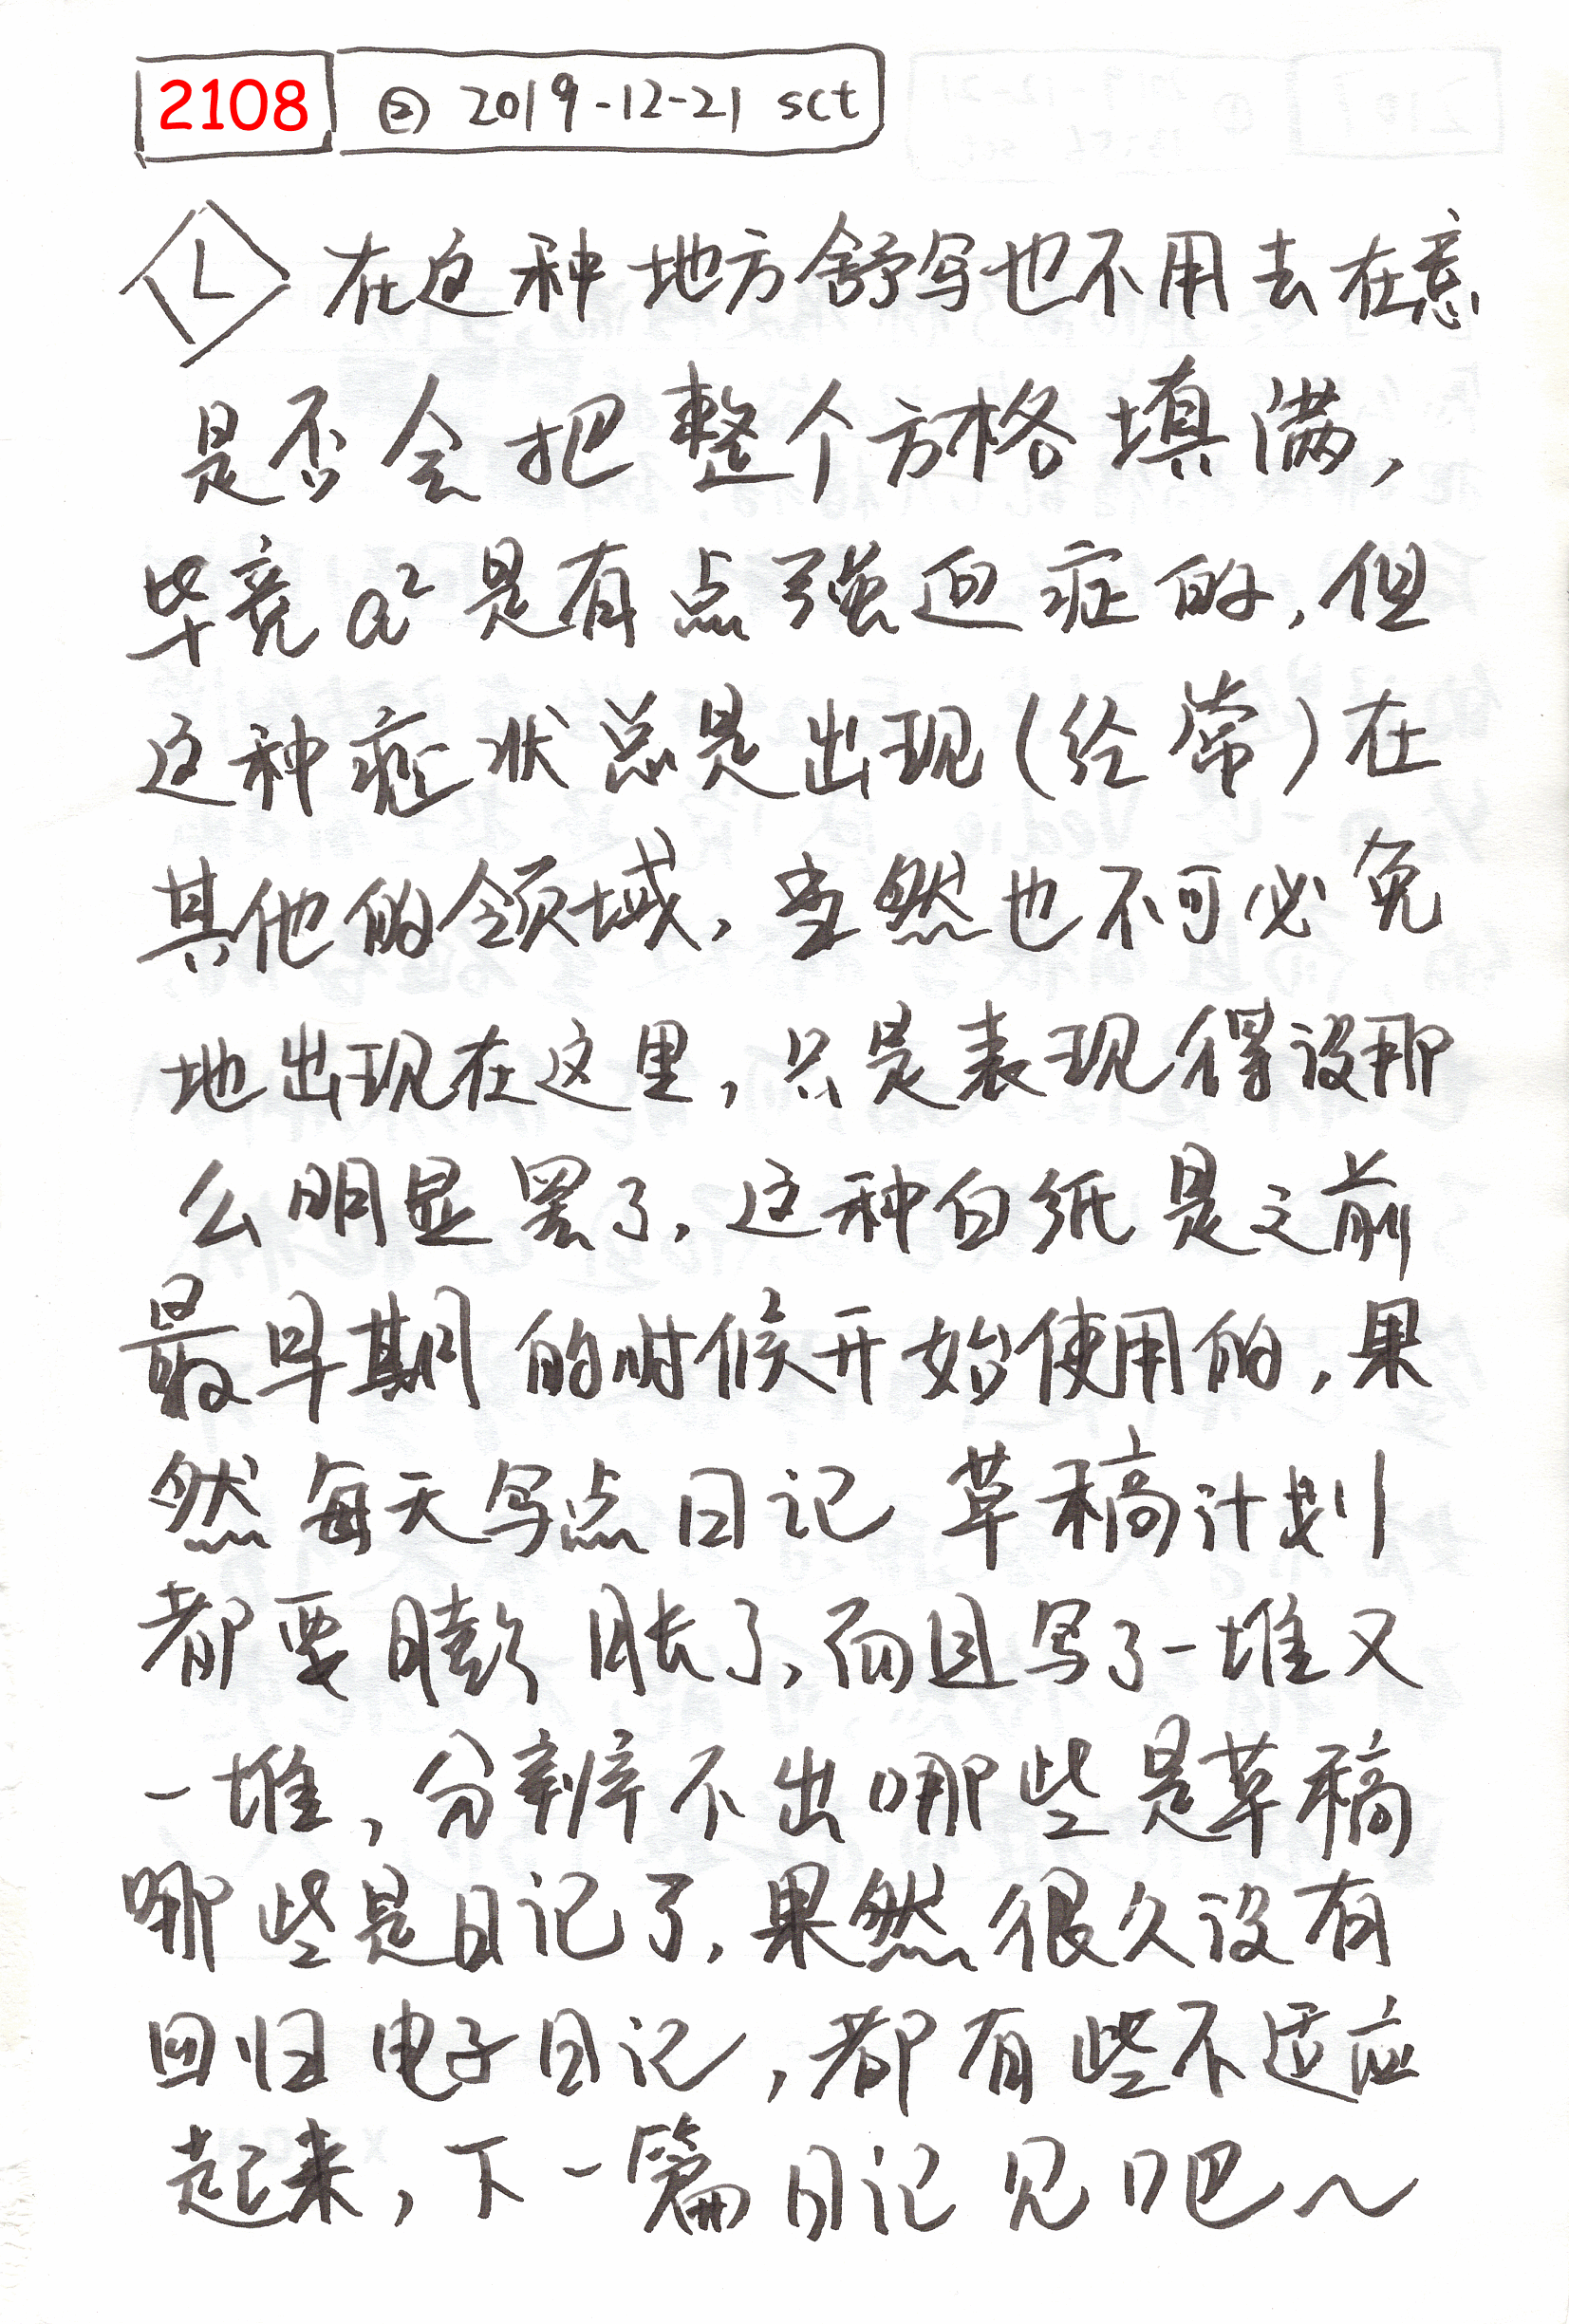 2108 ② 2019-12-21 sct
L 在这种地方舒写也不用去在意
是否会把整个方格填满，
毕竟a²是有点强迫症的，但
这种症状总是出现（经常）在
其他的领域，当然也不可必免
地出现在这里，只是表现得没那
么明显罢了，这种白纸是之前
最早期的时候开始使用的，果
然每天写点日记 草稿计划
都要膨胀了，而且写了一堆又
一堆，分辨不出哪些是草稿
哪些是日记了，果然很久没有
回归电子日记，都有些不适应
起来，下一篇日记见吧～